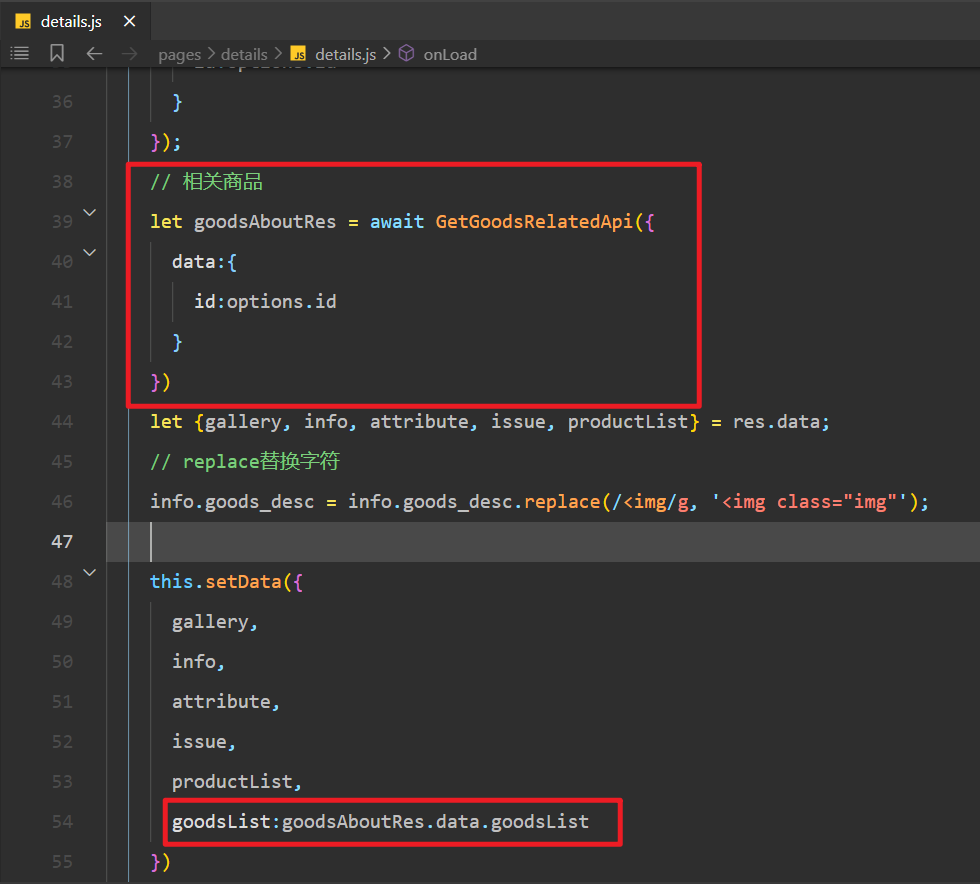 JS details.js ×
pages > details > JS details.js > onLoad
36 }
37 });
38 // 相关商品
39 let goodsAboutRes = await GetGoodsRelatedApi({
40 data:{
41 id:options.id
42 }
43 })
44 let {gallery, info, attribute, issue, productList} = res.data;
45 // replace替换字符
46 info.goods_desc = info.goods_desc.replace(/<img/g, '<img class="img"');
47
48 this.setData({
49 gallery,
50 info,
51 attribute,
52 issue,
53 productList,
54 goodsList:goodsAboutRes.data.goodsList
55 })